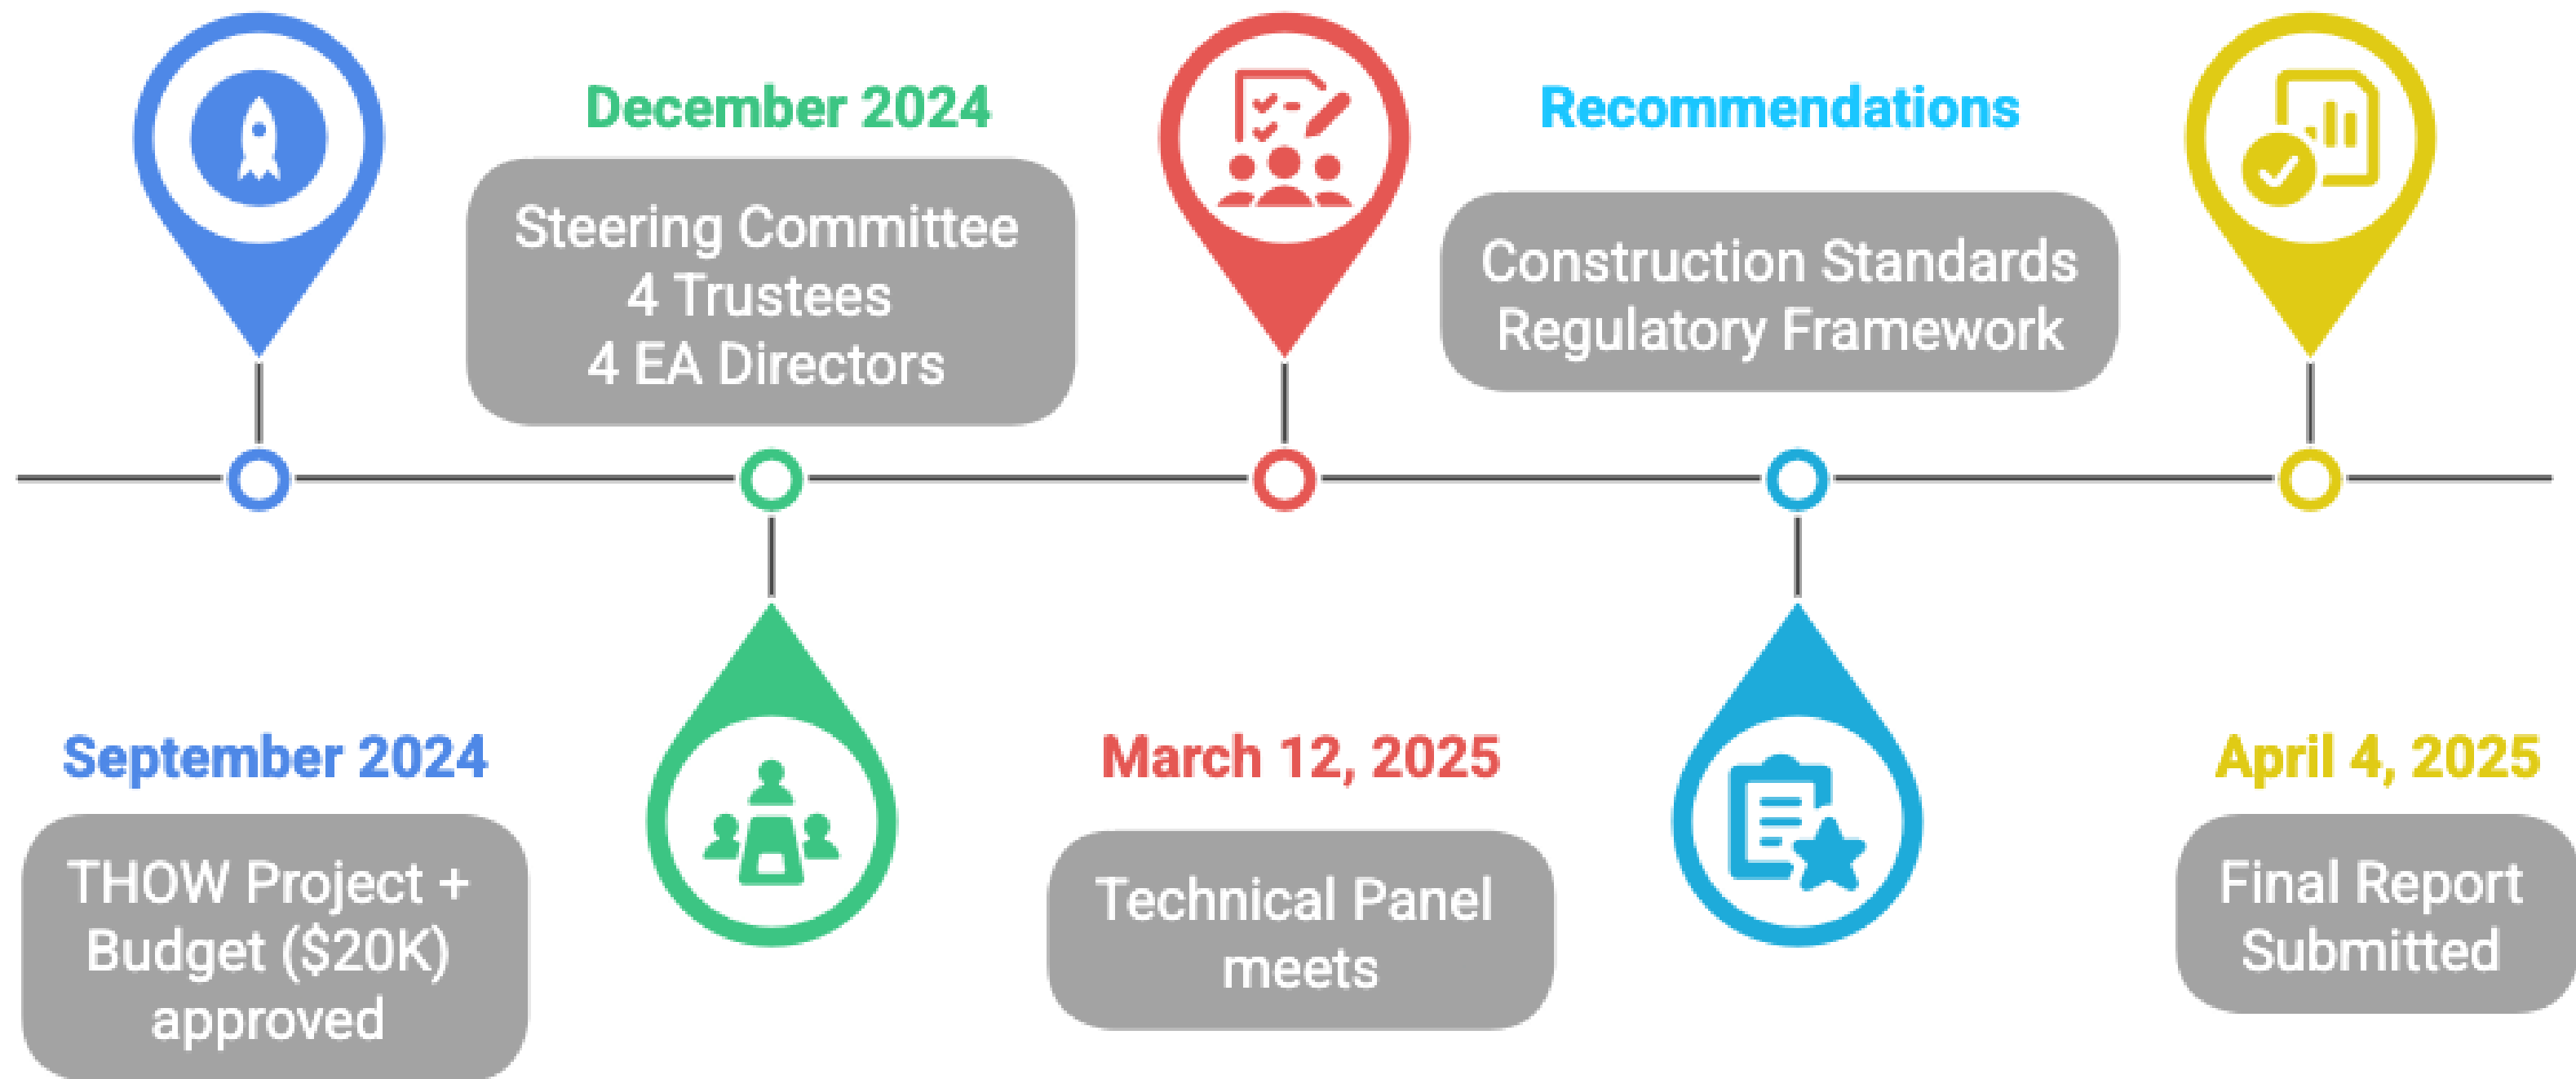 September 2024
THOW Project +
Budget ($20K)
approved
December 2024
Steering Committee
4 Trustees
4 EA Directors
March 12, 2025
Technical Panel
meets
Recommendations
Construction Standards
Regulatory Framework
April 4, 2025
Final Report
Submitted